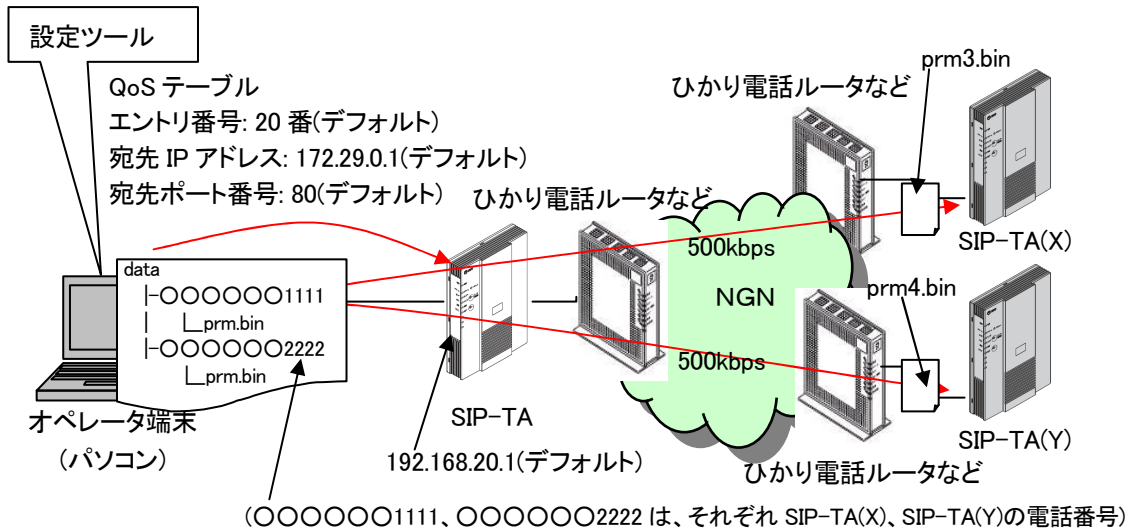 設定ツール
QoS テーブル
エントリ番号: 20 番(デフォルト)
宛先 IP アドレス: 172.29.0.1(デフォルト)
宛先ポート番号: 80(デフォルト)
ひかり電話ルータなど
ひかり電話ルータなど
prm3.bin
SIP-TA(X)
data
|-〇〇〇〇〇〇1111
| |_prm.bin
|-〇〇〇〇〇〇2222
|_prm.bin
500kbps
NGN
500kbps
prm4.bin
オペレータ端末
(パソコン)
SIP-TA
192.168.20.1(デフォルト)
SIP-TA(Y)
ひかり電話ルータなど
(〇〇〇〇〇〇1111、〇〇〇〇〇〇2222 は、それぞれ SIP-TA(X)、SIP-TA(Y)の電話番号)